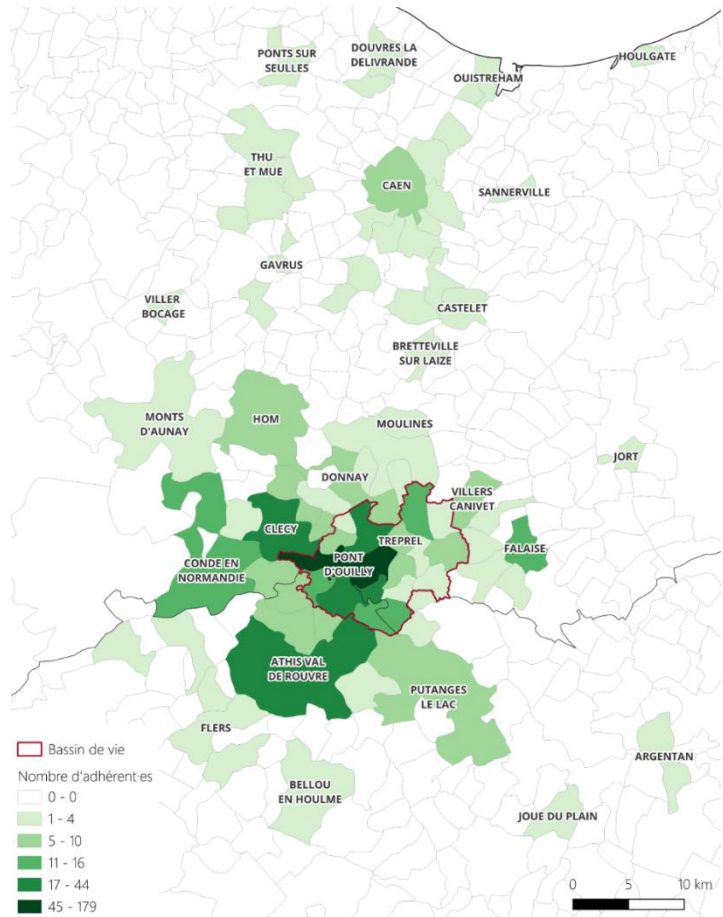 PONTS SUR
SEULLES
DOUVRES LA
DELIVRANDE
OUISTREHAM
HOULGATE
THU
ET MUE
CAEN
SANNERVILLE
GAVRUS
VILLER
BOCAGE
CASTELET
BRETTEVILLE
SUR LAIZE
MONTS
D'AUNAY
HOM
MOULINES
JORT
DONNAY
VILLERS
CANIVET
CLECY
TREPREL
FALAISE
PONT
D'OUILLY
CONDE EN
NORMANDIE
ATHIS VAL
DE ROUVRE
PUTANGES
LE LAC
FLERS
ARGENTAN
BELLOU
EN HOULME
JOUE DU PLAIN
Bassin de vie
Nombre d'adhérent·es
0 - 0
1 - 4
5 - 10
11 - 16
17 - 44
45 - 179
0 5 10 km